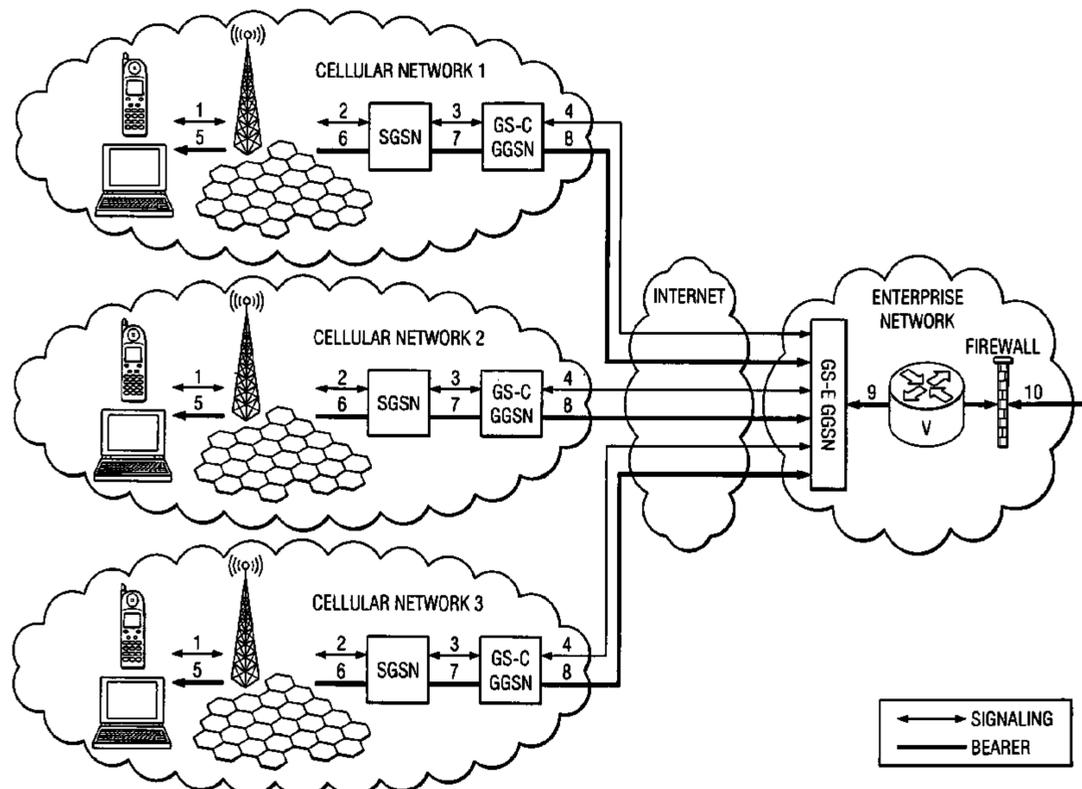 CELLULAR NETWORK 1
1
5
2
6
SGSN
3
7
GS-C
GGSN
4
8
CELLULAR NETWORK 2
1
5
2
6
SGSN
3
7
GS-C
GGSN
4
8
CELLULAR NETWORK 3
1
5
2
6
SGSN
3
7
GS-C
GGSN
4
8
INTERNET
ENTERPRISE
NETWORK
GS-E GGSN
9
V
FIREWALL
10
SIGNALING
BEARER